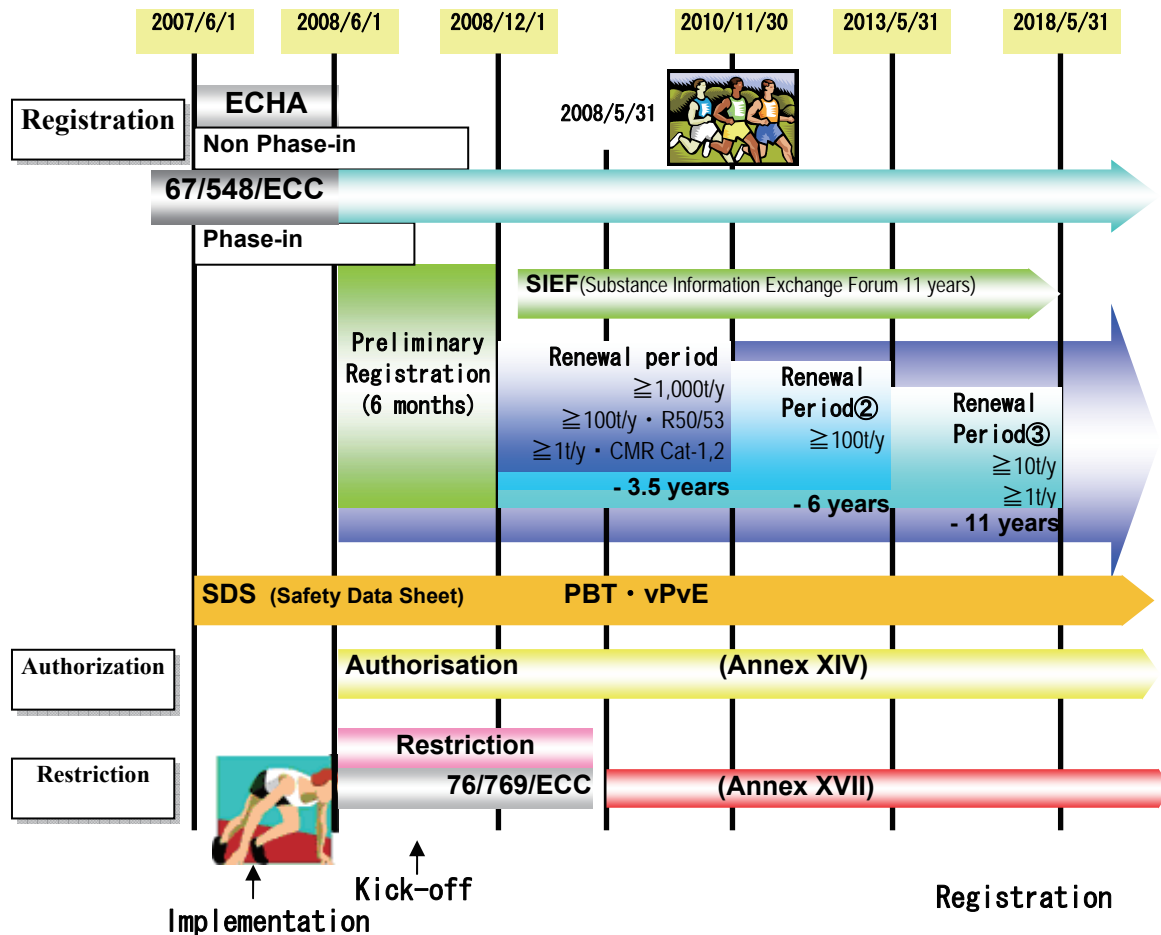 2007/6/1
2008/6/1
2008/12/1
2010/11/30
2013/5/31
2018/5/31
Registration
ECHA
2008/5/31
Non Phase-in
67/548/ECC
Phase-in
SIEF(Substance Information Exchange Forum 11 years)
Preliminary
Registration
(6 months)
Renewal period
≧1,000t/y
≧100t/y・R50/53
≧1t/y・CMR Cat-1,2
- 3.5 years
Renewal
Period②
≧100t/y
- 6 years
Renewal
Period③
≧10t/y
≧1t/y
- 11 years
SDS (Safety Data Sheet)
PBT・vPvE
Authorization
Authorisation
(Annex XIV)
Restriction
Restriction
76/769/ECC
(Annex XVII)
Kick-off
Implementation
Registration